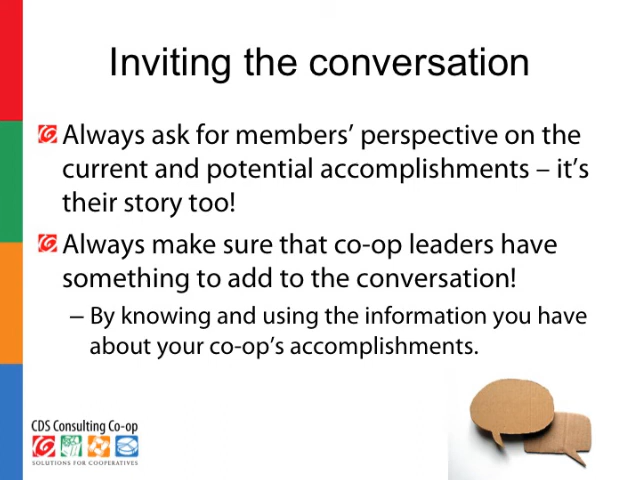 Inviting the conversation
Always ask for members’ perspective on the
current and potential accomplishments – it’s
their story too!
Always make sure that co-op leaders have
something to add to the conversation!
– By knowing and using the information you have
about your co-op’s accomplishments.
CDS Consulting Co-op
SOLUTIONS FOR COOPERATIVES